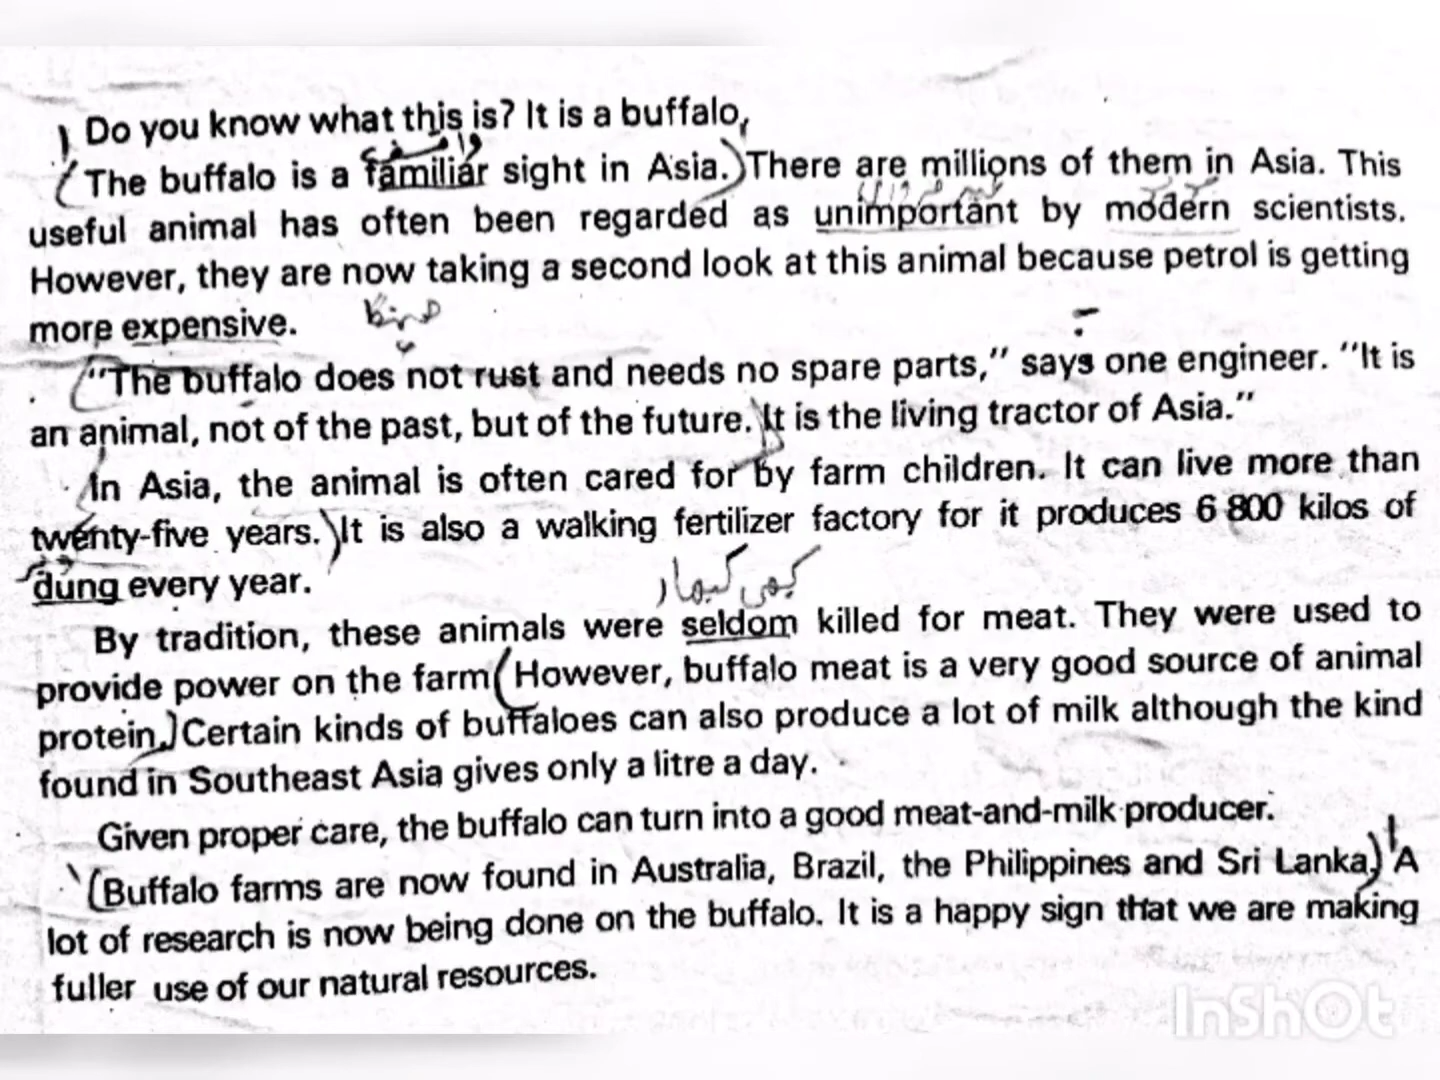 Do you know what this is? It is a buffalo,
The buffalo is a familiar sight in Asia. There are millions of them in Asia. This
useful animal has often been regarded as unimportant by modern scientists.
However, they are now taking a second look at this animal because petrol is getting
more expensive.
"The buffalo does not rust and needs no spare parts," says one engineer. "It is
an animal, not of the past, but of the future. It is the living tractor of Asia."
In Asia, the animal is often cared for by farm children. It can live more than
twenty-five years. It is also a walking fertilizer factory for it produces 6 800 kilos of
dung every year.
کبھی کبھار
By tradition, these animals were seldom killed for meat. They were used to
provide power on the farm (However, buffalo meat is a very good source of animal
protein.) Certain kinds of buffaloes can also produce a lot of milk although the kind
found in Southeast Asia gives only a litre a day.
Given proper care, the buffalo can turn into a good meat-and-milk producer.
(Buffalo farms are now found in Australia, Brazil, the Philippines and Sri Lanka.) A
lot of research is now being done on the buffalo. It is a happy sign that we are making
fuller use of our natural resources.
InShOt